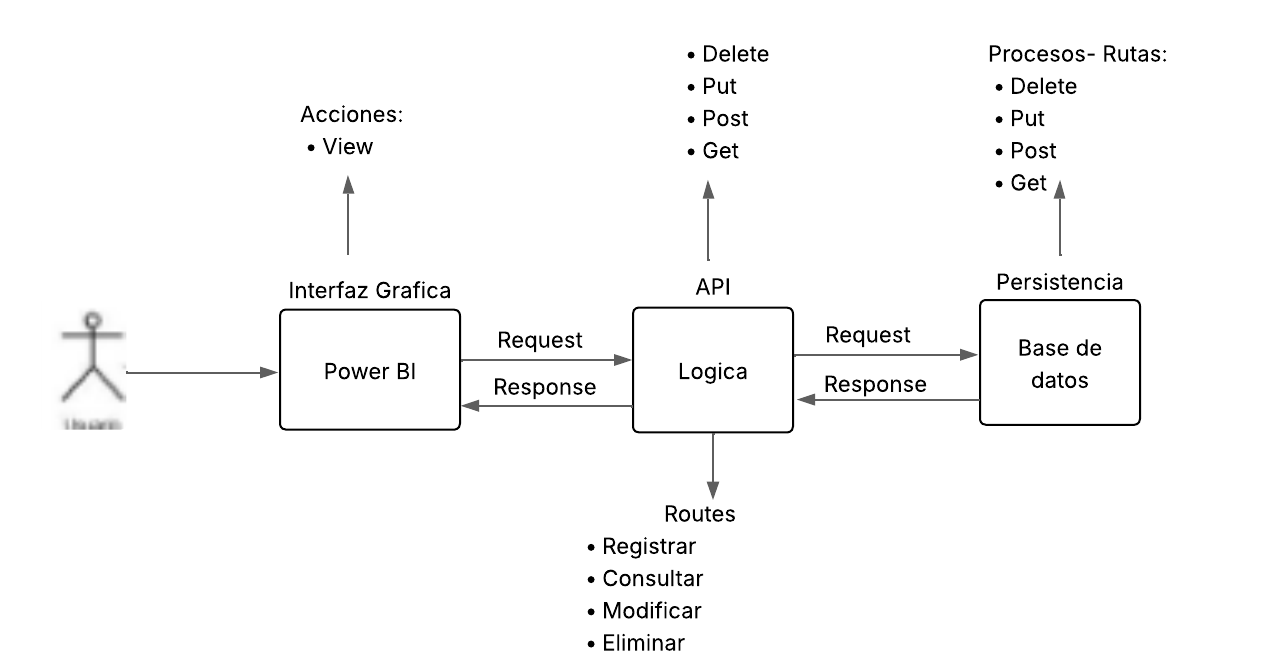 Acciones:
• View
Interfaz Grafica
Power BI
Request
Response
• Delete
• Put
• Post
• Get
API
Logica
Routes
• Registrar
• Consultar
• Modificar
• Eliminar
Request
Response
Procesos- Rutas:
• Delete
• Put
• Post
• Get
Persistencia
Base de
datos